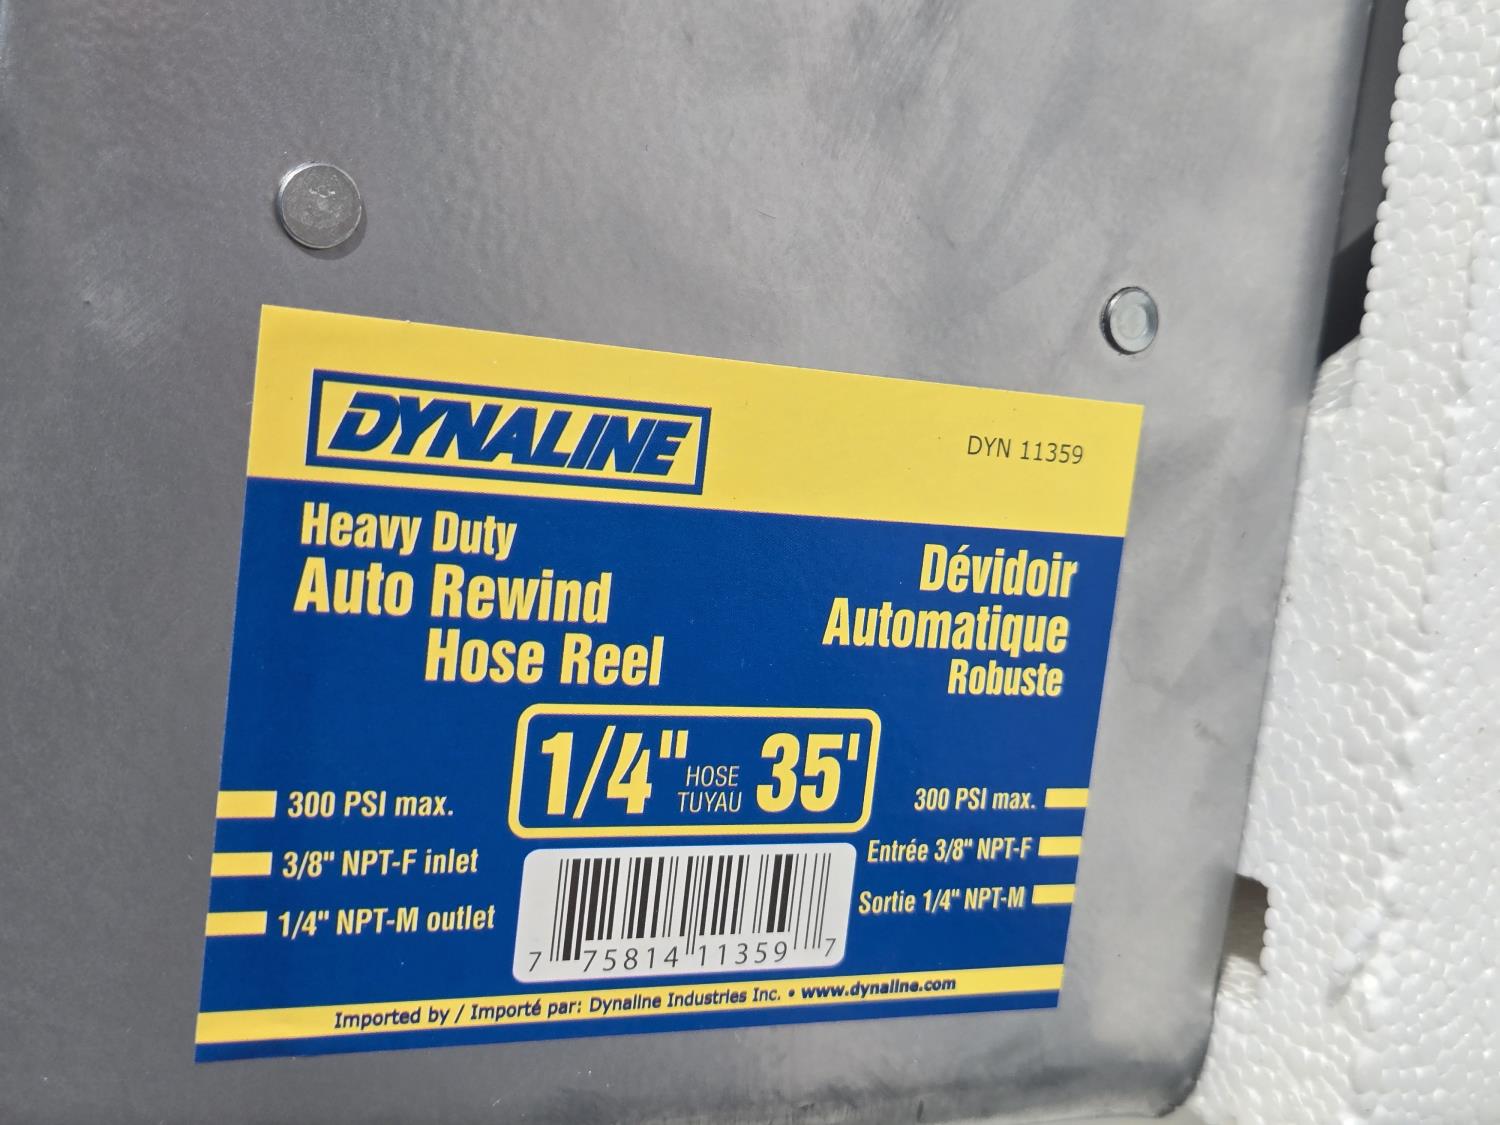 DYNALINE
DYN 11359
Heavy Duty
Auto Rewind
Hose Reel
Dévidoir
Automatique
Robuste
1/4" HOSE TUYAU 35'
300 PSI max.
3/8" NPT-F inlet
1/4" NPT-M outlet
300 PSI max.
Entrée 3/8" NPT-F
Sortie 1/4" NPT-M
7 75814 11359 7
Imported by / Importé par: Dynaline Industries Inc. • www.dynaline.com